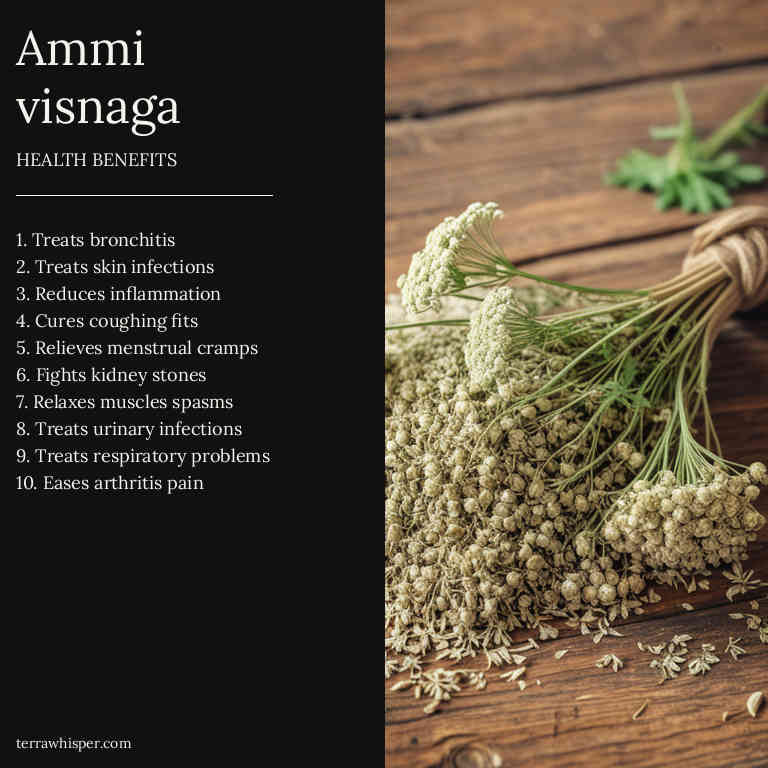 Ammi
visnaga
HEALTH BENEFITS
1. Treats bronchitis
2. Treats skin infections
3. Reduces inflammation
4. Cures coughing fits
5. Relieves menstrual cramps
6. Fights kidney stones
7. Relaxes muscles spasms
8. Treats urinary infections
9. Treats respiratory problems
10. Eases arthritis pain
terrawhisper.com